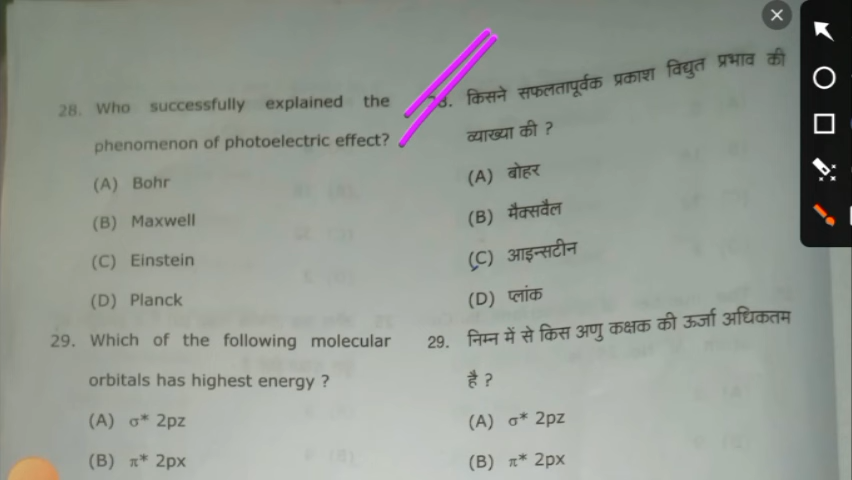 28. Who successfully explained the
phenomenon of photoelectric effect?
(A) Bohr
(B) Maxwell
(C) Einstein
(D) Planck
29. Which of the following molecular
orbitals has highest energy ?
(A) σ* 2pz
(B) π* 2px
28. किसने सफलतापूर्वक प्रकाश विद्युत प्रभाव की
व्याख्या की ?
(A) बोहर
(B) मैक्सवैल
(C) आइन्सटीन
(D) प्लांक
29. निम्न में से किस अणु कक्षक की ऊर्जा अधिकतम
है ?
(A) σ* 2pz
(B) π* 2px